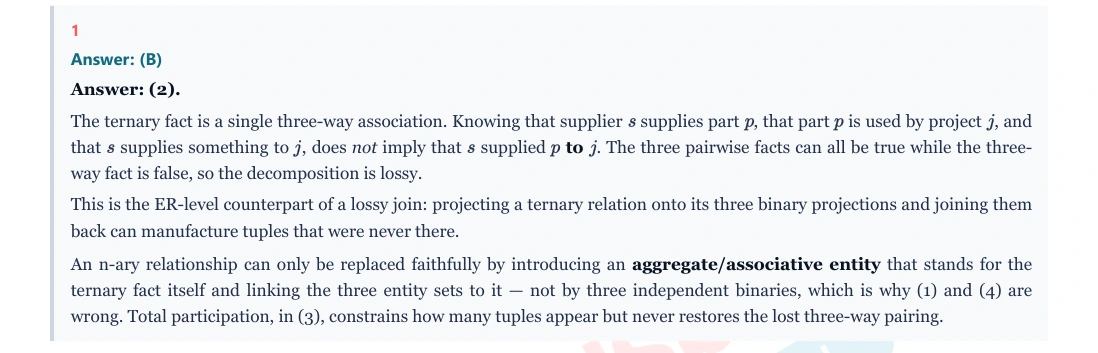 1
Answer: (B)
Answer: (2).
The ternary fact is a single three-way association. Knowing that supplier s supplies part p, that part p is used by project j, and
that s supplies something to j, does not imply that s supplied p to j. The three pairwise facts can all be true while the three-
way fact is false, so the decomposition is lossy.
This is the ER-level counterpart of a lossy join: projecting a ternary relation onto its three binary projections and joining them
back can manufacture tuples that were never there.
An n-ary relationship can only be replaced faithfully by introducing an aggregate/associative entity that stands for the
ternary fact itself and linking the three entity sets to it — not by three independent binaries, which is why (1) and (4) are
wrong. Total participation, in (3), constrains how many tuples appear but never restores the lost three-way pairing.